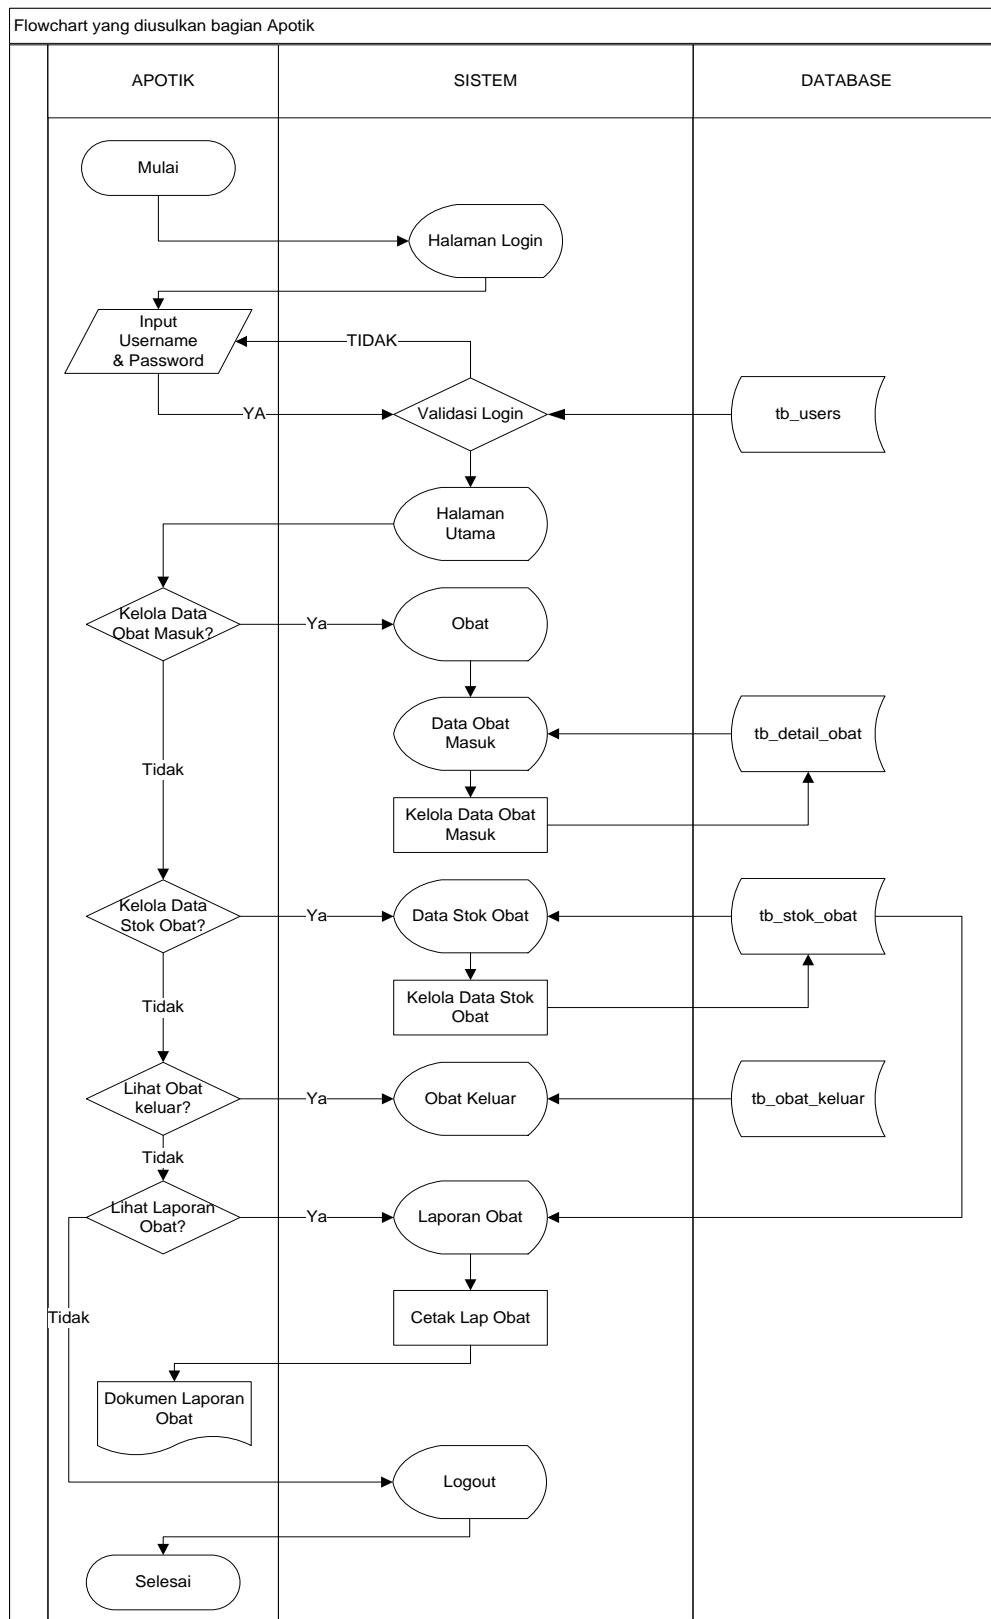 Flowchart yang diusulkan bagian Apotik
APOTIK
SISTEM
DATABASE
Mulai
Halaman Login
Input
Username
& Password
TIDAK
YA
Validasi Login
tb_users
Halaman
Utama
Kelola Data
Obat Masuk?
Ya
Obat
Data Obat
Masuk
tb_detail_obat
Tidak
Kelola Data Obat
Masuk
Kelola Data
Stok Obat?
Ya
Data Stok Obat
tb_stok_obat
Tidak
Kelola Data Stok
Obat
Lihat Obat
keluar?
Ya
Obat Keluar
tb_obat_keluar
Tidak
Lihat Laporan
Obat?
Ya
Laporan Obat
Tidak
Cetak Lap Obat
Dokumen Laporan
Obat
Logout
Selesai